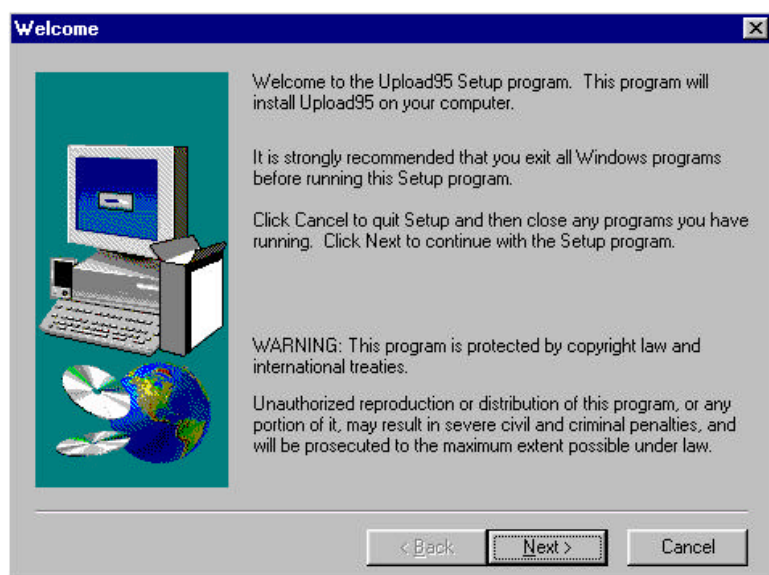 Welcome
Welcome to the Upload95 Setup program.  This program will
install Upload95 on your computer.
It is strongly recommended that you exit all Windows programs
before running this Setup program.
Click Cancel to quit Setup and then close any programs you have
running.  Click Next to continue with the Setup program.
WARNING: This program is protected by copyright law and
international treaties.
Unauthorized reproduction or distribution of this program, or any
portion of it, may result in severe civil and criminal penalties, and
will be prosecuted to the maximum extent possible under law.
< Back   Next >   Cancel